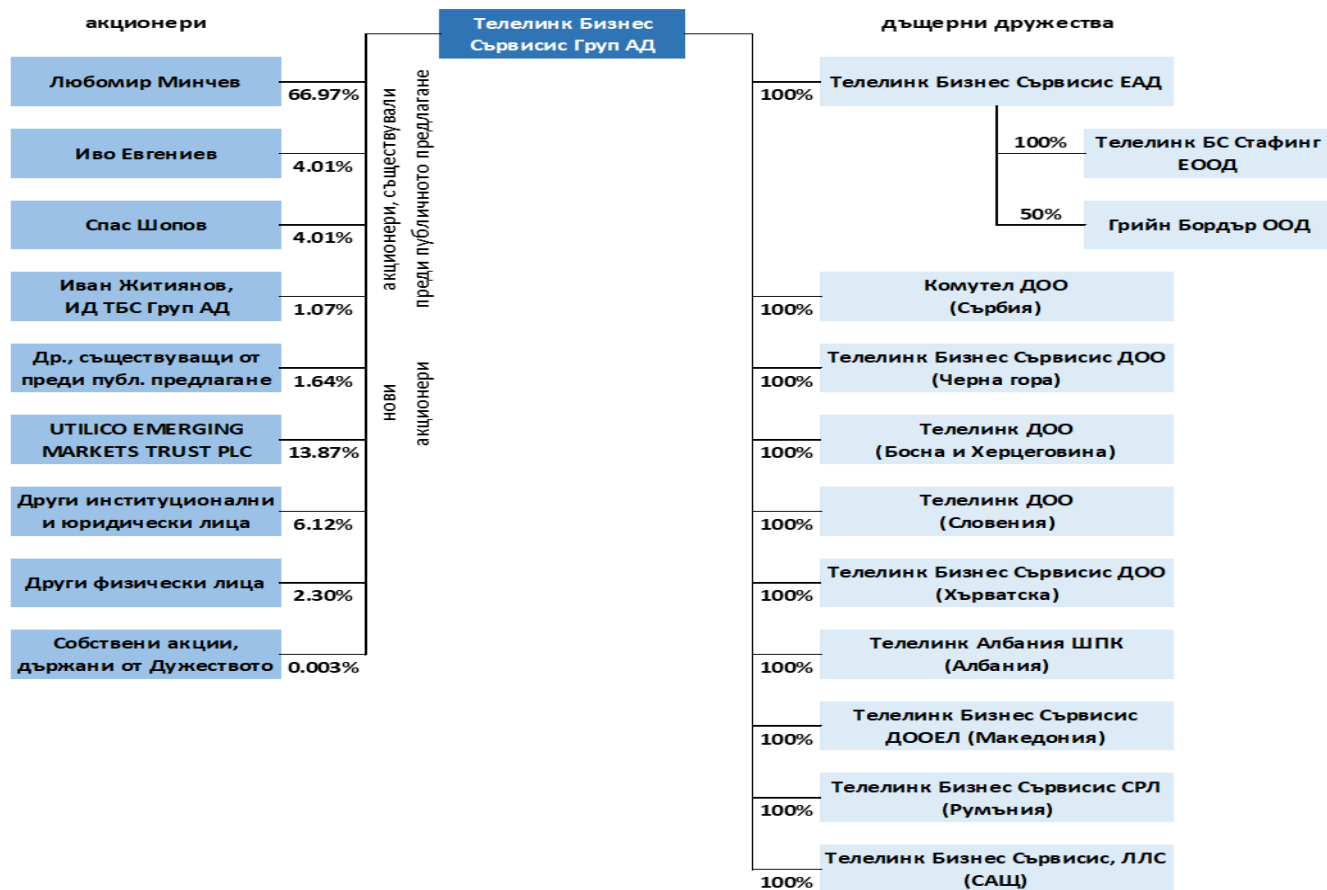 акционери
Телелинк Бизнес
Сървисис Груп АД
дъщерни дружества
Любомир Минчев
66.97%
Иво Евгениев
4.01%
Спас Шопов
4.01%
Иван Житиянов,
ИД ТБС Груп АД
1.07%
Др., съществуващи от
преди публ. предлагане
1.64%
UTILICO EMERGING
MARKETS TRUST PLC
13.87%
Други институционални
и юридически лица
6.12%
Други физически лица
2.30%
Собствени акции,
държани от Дужеството
0.003%
акционери, съществували
преди публичното предлагане
нови
акционери
100%
Телелинк Бизнес Сървисис ЕАД
100%
Телелинк БС Стафинг
ЕООД
50%
Грийн Бордър ООД
100%
Комутел ДОО
(Сърбия)
100%
Телелинк Бизнес Сървисис ДОО
(Черна гора)
100%
Телелинк ДОО
(Босна и Херцеговина)
100%
Телелинк ДОО
(Словения)
100%
Телелинк Бизнес Сървисис ДОО
(Хърватска)
100%
Телелинк Албания ШПК
(Албания)
100%
Телелинк Бизнес Сървисис
ДООЕЛ (Македония)
100%
Телелинк Бизнес Сървисис СРЛ
(Румъния)
100%
Телелинк Бизнес Сървисис, ЛЛС
(САЩ)